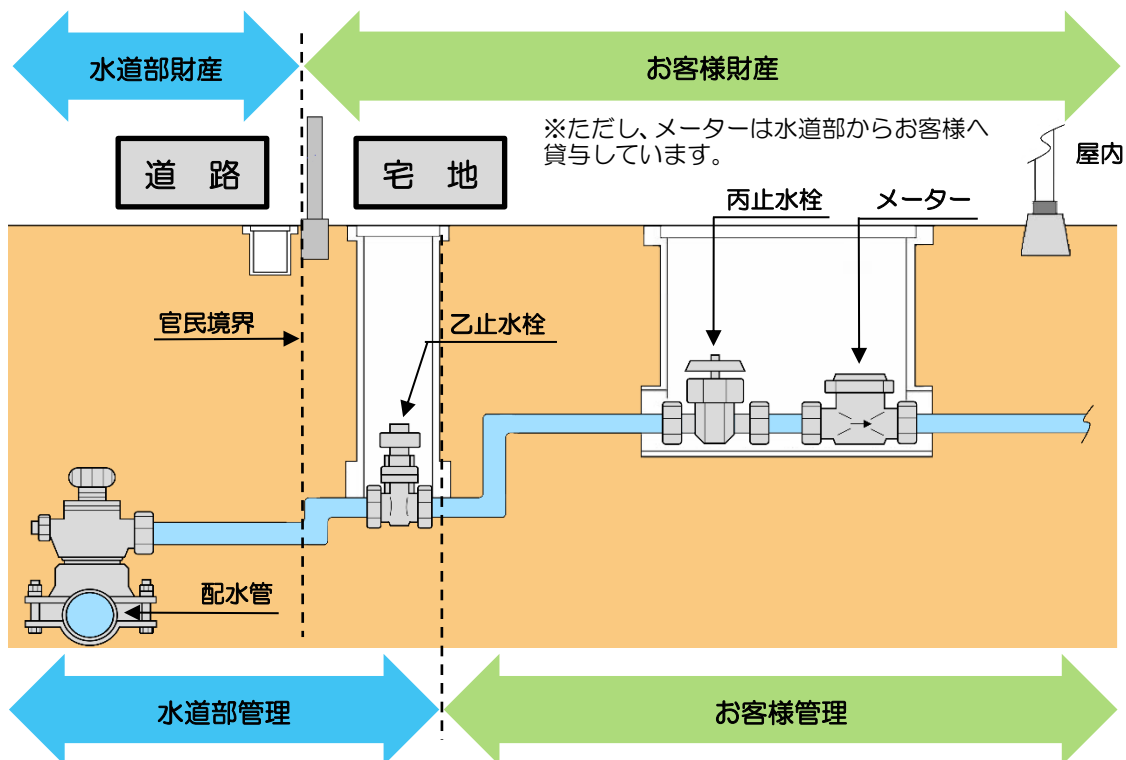 水道部財産
お客様財産
※ただし、メーターは水道部からお客様へ
貸与しています。
道 路
宅 地
屋内
丙止水栓
メーター
官民境界
乙止水栓
配水管
水道部管理
お客様管理